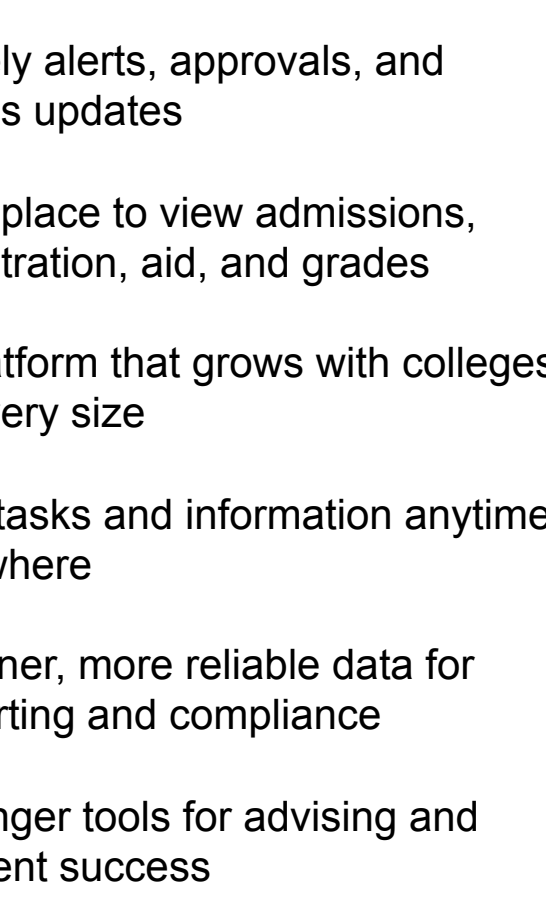 ly alerts, approvals, and
s updates
place to view admissions,
tration, aid, and grades
tform that grows with colleges
ery size
tasks and information anytime
where
ner, more reliable data for
rting and compliance
nger tools for advising and
ent success